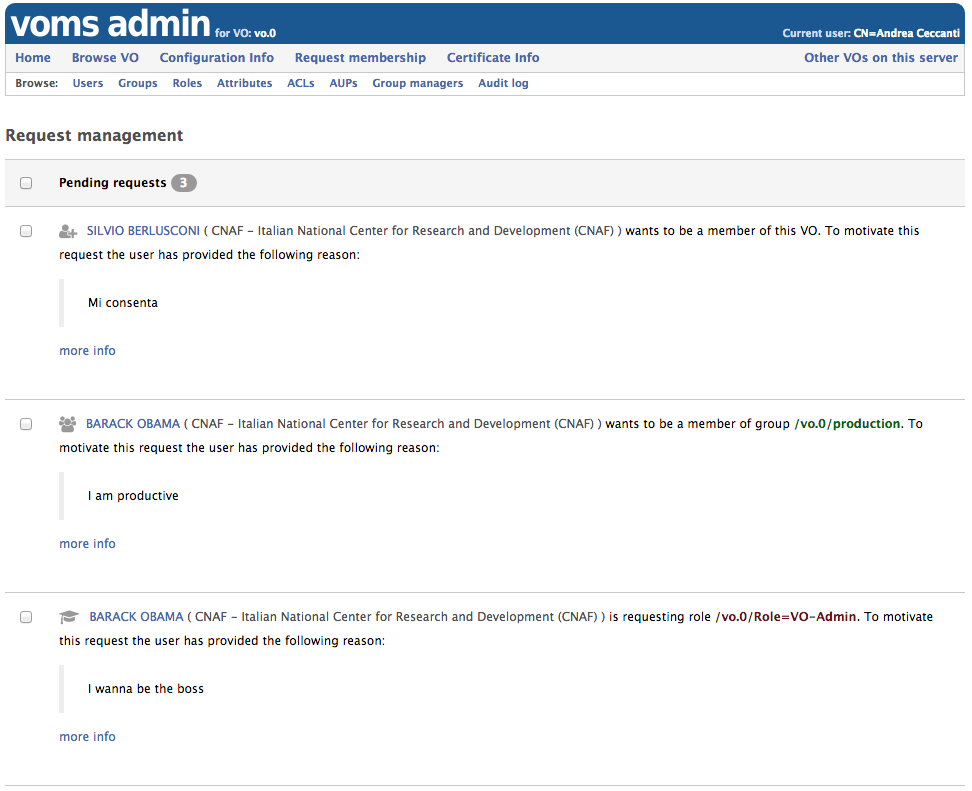 voms admin for VO: vo.0 Current user: CN=Andrea Ceccanti
Home Browse VO Configuration Info Request membership Certificate Info Other VOs on this server
Browse: Users Groups Roles Attributes ACLs AUPs Group managers Audit log
Request management
Pending requests 3
SILVIO BERLUSCONI ( CNAF - Italian National Center for Research and Development (CNAF) ) wants to be a member of this VO. To motivate this
request the user has provided the following reason:
Mi consenta
more info
BARACK OBAMA ( CNAF - Italian National Center for Research and Development (CNAF) ) wants to be a member of group /vo.0/production. To
motivate this request the user has provided the following reason:
I am productive
more info
BARACK OBAMA ( CNAF - Italian National Center for Research and Development (CNAF) ) is requesting role /vo.0/Role=VO-Admin. To motivate
this request the user has provided the following reason:
I wanna be the boss
more info